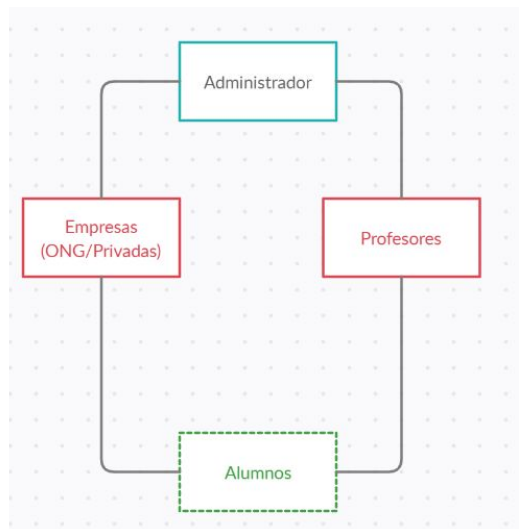 Administrador
Empresas
(ONG/Privadas)
Profesores
Alumnos